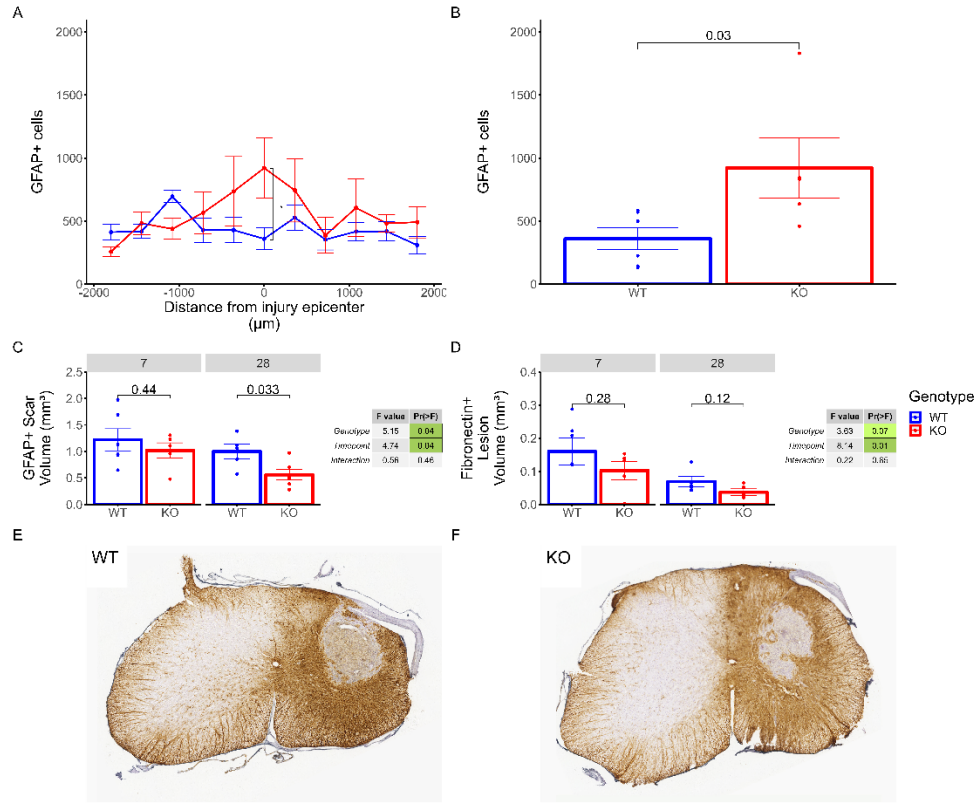 A
2000
1500
1000
500
0
GFAP+ cells
-2000
-1000
0
1000
2000
Distance from injury epicenter
(µm)
B
2000
1500
1000
500
0
GFAP+ cells
0.03
WT
KO
C
7
28
2.5
2.0
1.5
1.0
0.5
0.0
GFAP+ Scar
Volume (mm³)
0.44
0.033
WT
KO
WT
KO
F value Pr(>F)
Genotype 5.15 0.04
Timepoint 4.74 0.04
Interaction 0.56 0.46
D
7
28
0.4
0.3
0.2
0.1
0.0
Fibronectin+
Lesion
Volume (mm³)
0.28
0.12
WT
KO
WT
KO
F value Pr(>F)
Genotype 3.63 0.07
Timepoint 8.14 0.01
Interaction 0.22 0.65
Genotype
WT
KO
E
WT
F
KO